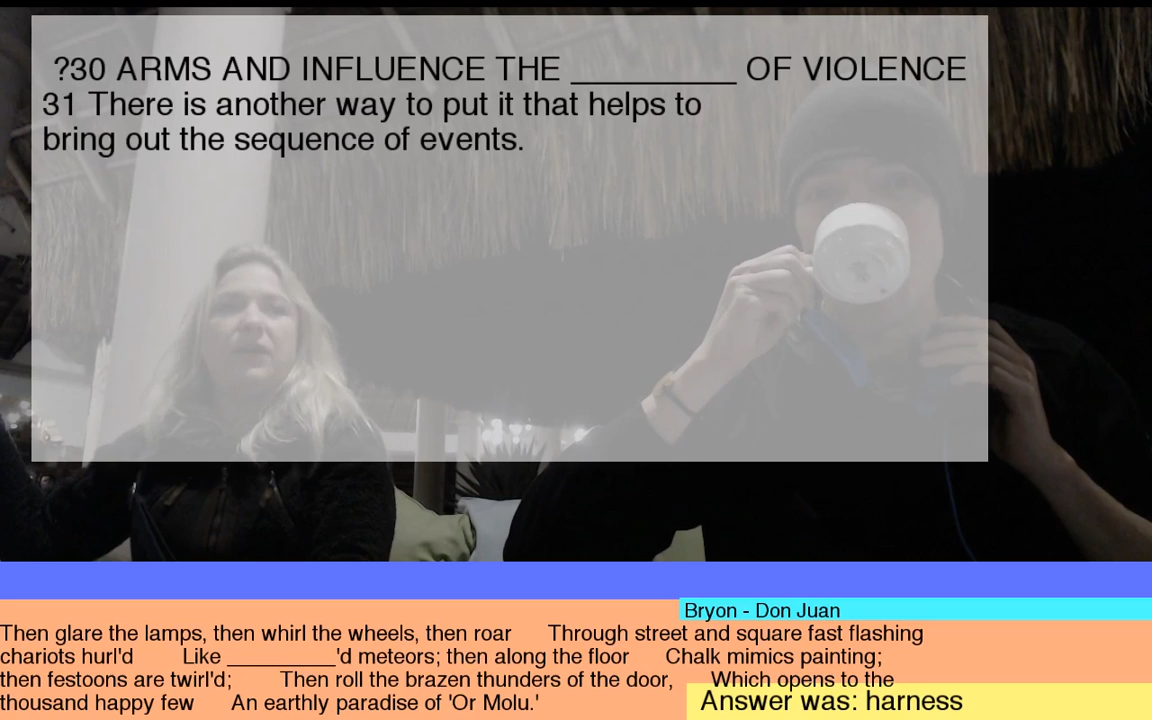 ?30 ARMS AND INFLUENCE THE _________ OF VIOLENCE
31 There is another way to put it that helps to
bring out the sequence of events.
Bryon - Don Juan
Then glare the lamps, then whirl the wheels, then roar Through street and square fast flashing
chariots hurl'd Like __________'d meteors; then along the floor Chalk mimics painting;
then festoons are twirl'd; Then roll the brazen thunders of the door, Which opens to the
thousand happy few An earthly paradise of 'Or Molu.'
Answer was: harness